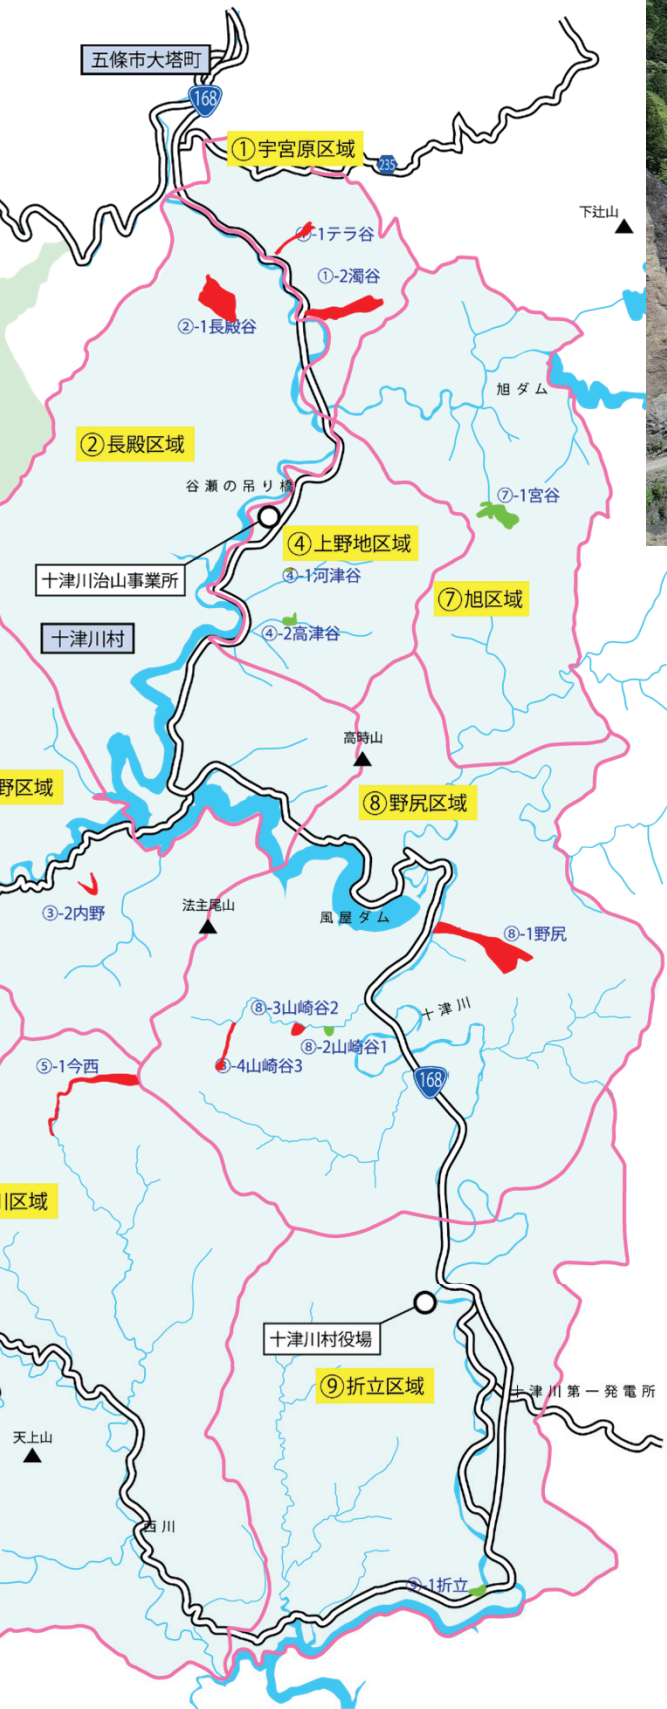 五條市大塔町
168
①宇宮原区域
235
下辻山
①-1テラ谷
①-2濁谷
②-1長殿谷
旭ダム
②長殿区域
谷瀬の吊り橋
⑦-1宮谷
④上野地区域
十津川治山事業所
④-1河津谷
⑦旭区域
十津川村
④-2高津谷
高時山
野区域
⑧野尻区域
③-2内野
法主尾山
風屋ダム
⑧-1野尻
⑧-3山崎谷2
十津川
⑧-2山崎谷1
⑤-1今西
⑧-4山崎谷3
168
川区域
十津川村役場
⑨折立区域
十津川第一発電所
天上山
西川
⑨-1折立